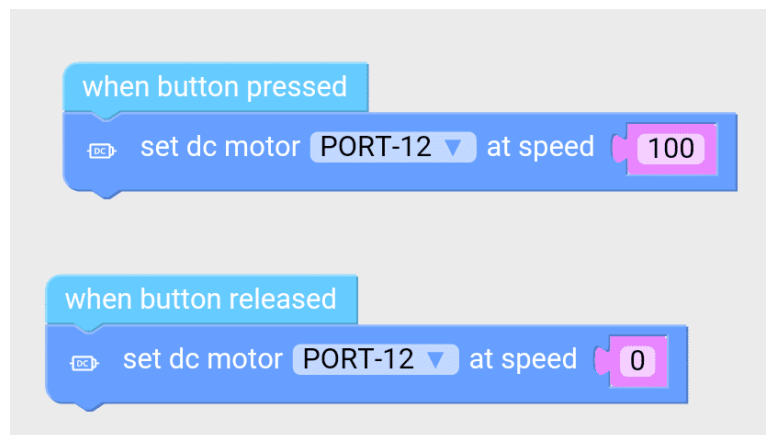 when button pressed
DC set dc motor PORT-12 ▼ at speed 100
when button released
DC set dc motor PORT-12 ▼ at speed 0